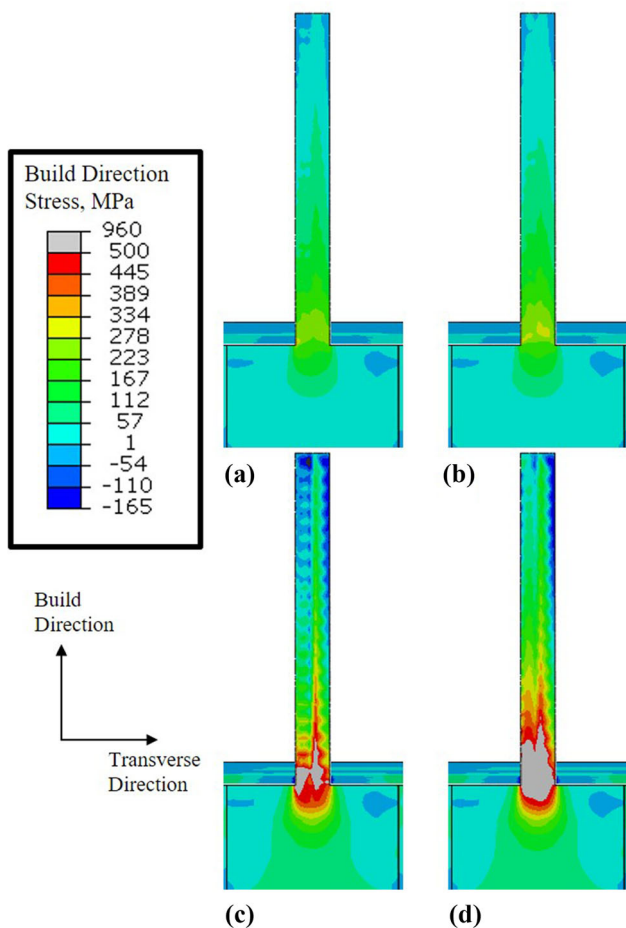 Build Direction
Stress, MPa
960
500
445
389
334
278
223
167
112
57
1
-54
-110
-165
(a)
(b)
Build
Direction
Transverse
Direction
(c)
(d)